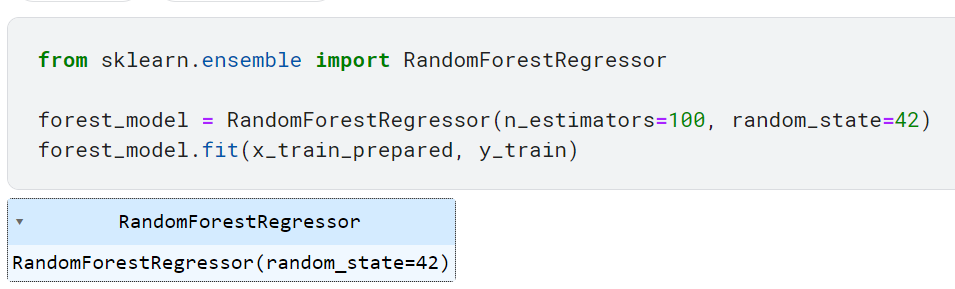 from sklearn.ensemble import RandomForestRegressor
forest_model = RandomForestRegressor(n_estimators=100, random_state=42)
forest_model.fit(x_train_prepared, y_train)
RandomForestRegressor
RandomForestRegressor(random_state=42)